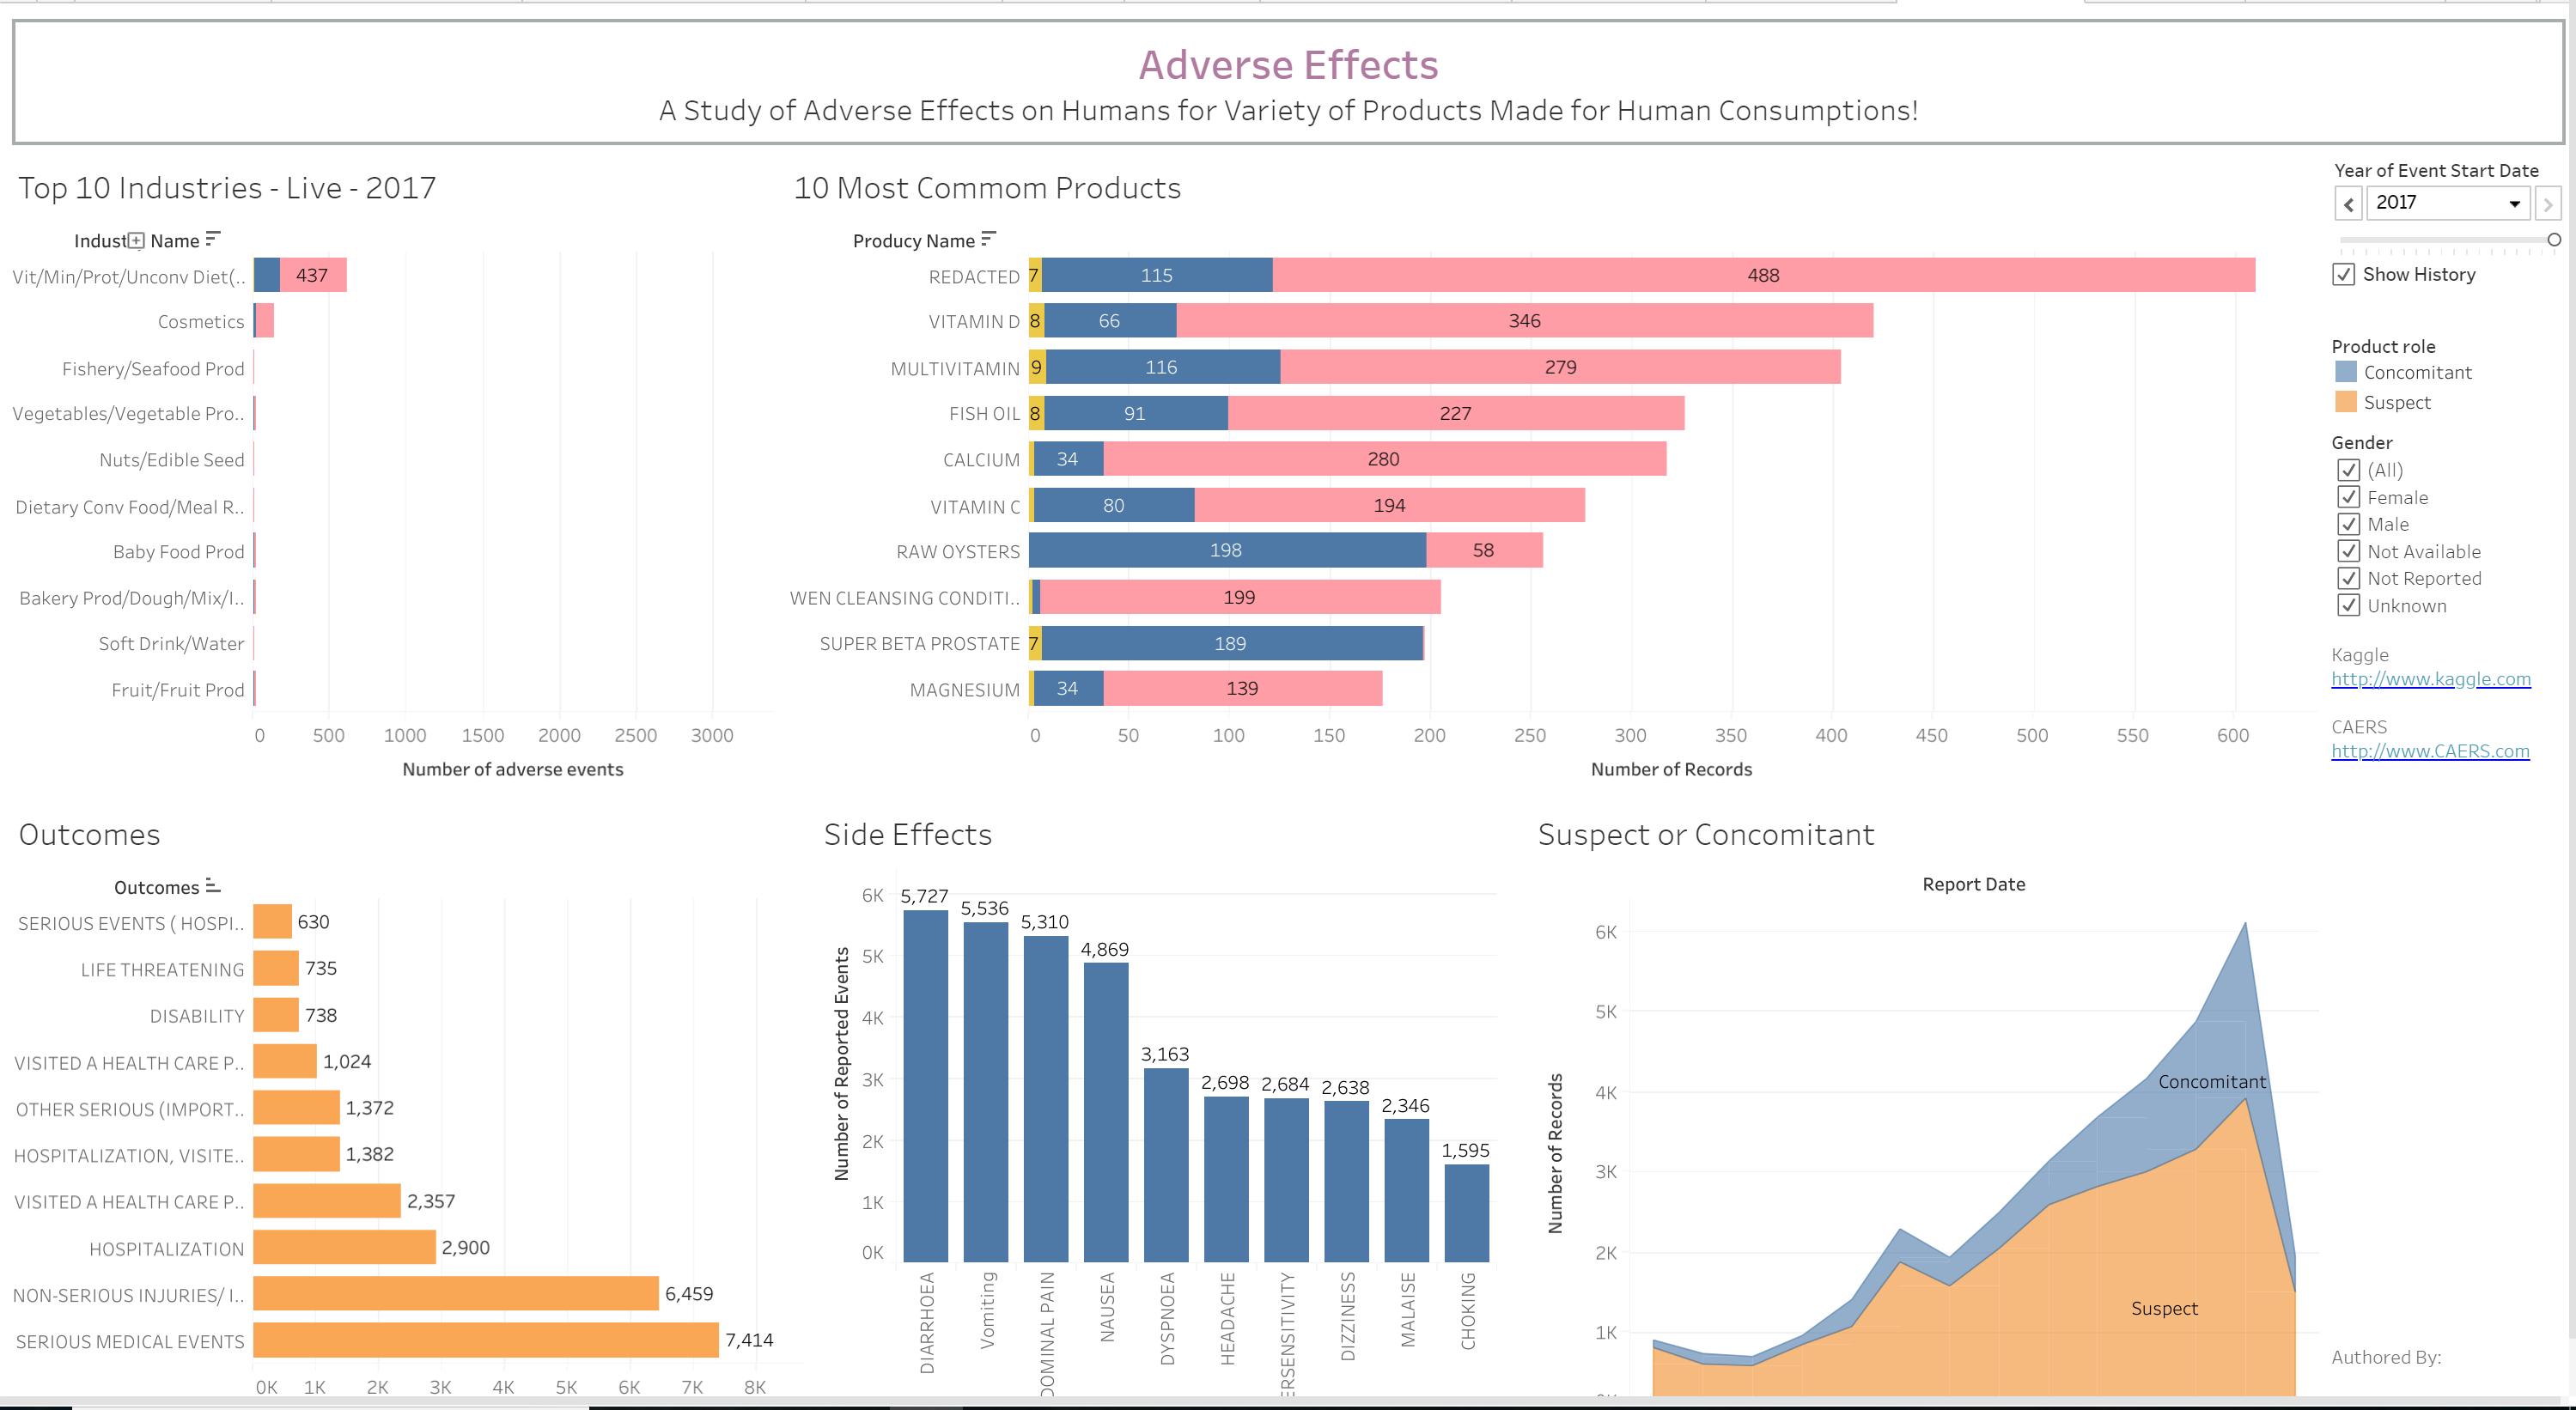 Adverse Effects
A Study of Adverse Effects on Humans for Variety of Products Made for Human Consumptions!
Top 10 Industries - Live - 2017
Indust Name
Vit/Min/Prot/Unconv Diet(..
437
Cosmetics
Fishery/Seafood Prod
Vegetables/Vegetable Pro..
Nuts/Edible Seed
Dietary Conv Food/Meal R..
Baby Food Prod
Bakery Prod/Dough/Mix/I..
Soft Drink/Water
Fruit/Fruit Prod
0 500 1000 1500 2000 2500 3000
Number of adverse events
10 Most Commom Products
Producy Name
REDACTED 7 115 488
VITAMIN D 8 66 346
MULTIVITAMIN 9 116 279
FISH OIL 8 91 227
CALCIUM 34 280
VITAMIN C 80 194
RAW OYSTERS 198 58
WEN CLEANSING CONDITI.. 199
SUPER BETA PROSTATE 7 189
MAGNESIUM 34 139
0 50 100 150 200 250 300 350 400 450 500 550 600
Number of Records
Year of Event Start Date
2017
Show History
Product role
Concomitant
Suspect
Gender
(All)
Female
Male
Not Available
Not Reported
Unknown
Kaggle
http://www.kaggle.com
CAERS
http://www.CAERS.com
Outcomes
Outcomes
SERIOUS EVENTS ( HOSPI.. 630
LIFE THREATENING 735
DISABILITY 738
VISITED A HEALTH CARE P.. 1,024
OTHER SERIOUS (IMPORT.. 1,372
HOSPITALIZATION, VISITE.. 1,382
VISITED A HEALTH CARE P.. 2,357
HOSPITALIZATION 2,900
NON-SERIOUS INJURIES/ I.. 6,459
SERIOUS MEDICAL EVENTS 7,414
0K 1K 2K 3K 4K 5K 6K 7K 8K
Side Effects
Number of Reported Events
6K
5K
4K
3K
2K
1K
0K
5,727
5,536
5,310
4,869
3,163
2,698
2,684
2,638
2,346
1,595
DIARRHOEA
Vomiting
DOMINAL PAIN
NAUSEA
DYSPNOEA
HEADACHE
ERSENSITIVITY
DIZZINESS
MALAISE
CHOKING
Suspect or Concomitant
Report Date
Number of Records
6K
5K
4K
3K
2K
1K
Concomitant
Suspect
Authored By: